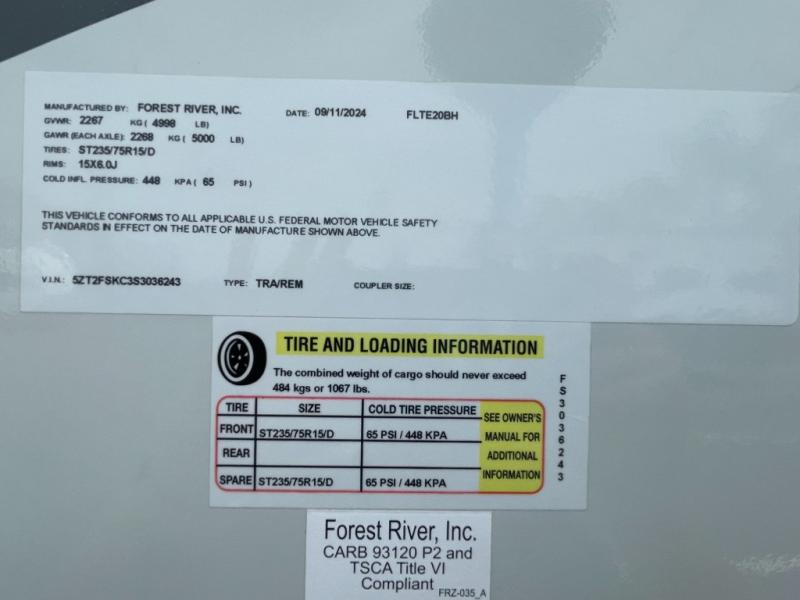 MANUFACTURED BY: FOREST RIVER, INC. DATE: 09/11/2024 FLTE20BH
GVWR: 2267 KG ( 4998 LB)
GAWR (EACH AXLE): 2268 KG ( 5000 LB)
TIRES: ST235/75R15/D
RIMS: 15X6.0J
COLD INFL. PRESSURE: 448 KPA ( 65 PSI )
THIS VEHICLE CONFORMS TO ALL APPLICABLE U.S. FEDERAL MOTOR VEHICLE SAFETY
STANDARDS IN EFFECT ON THE DATE OF MANUFACTURE SHOWN ABOVE.
V.I.N.: 5ZT2FSKC3S3036243 TYPE: TRA/REM COUPLER SIZE:
TIRE AND LOADING INFORMATION
The combined weight of cargo should never exceed
484 kgs or 1067 lbs.
TIRE SIZE COLD TIRE PRESSURE
FRONT ST235/75R15/D 65 PSI / 448 KPA
REAR
SPARE ST235/75R15/D 65 PSI / 448 KPA
SEE OWNER'S
MANUAL FOR
ADDITIONAL
INFORMATION
FS3036243
Forest River, Inc.
CARB 93120 P2 and
TSCA Title VI
Compliant
FRZ-035_A